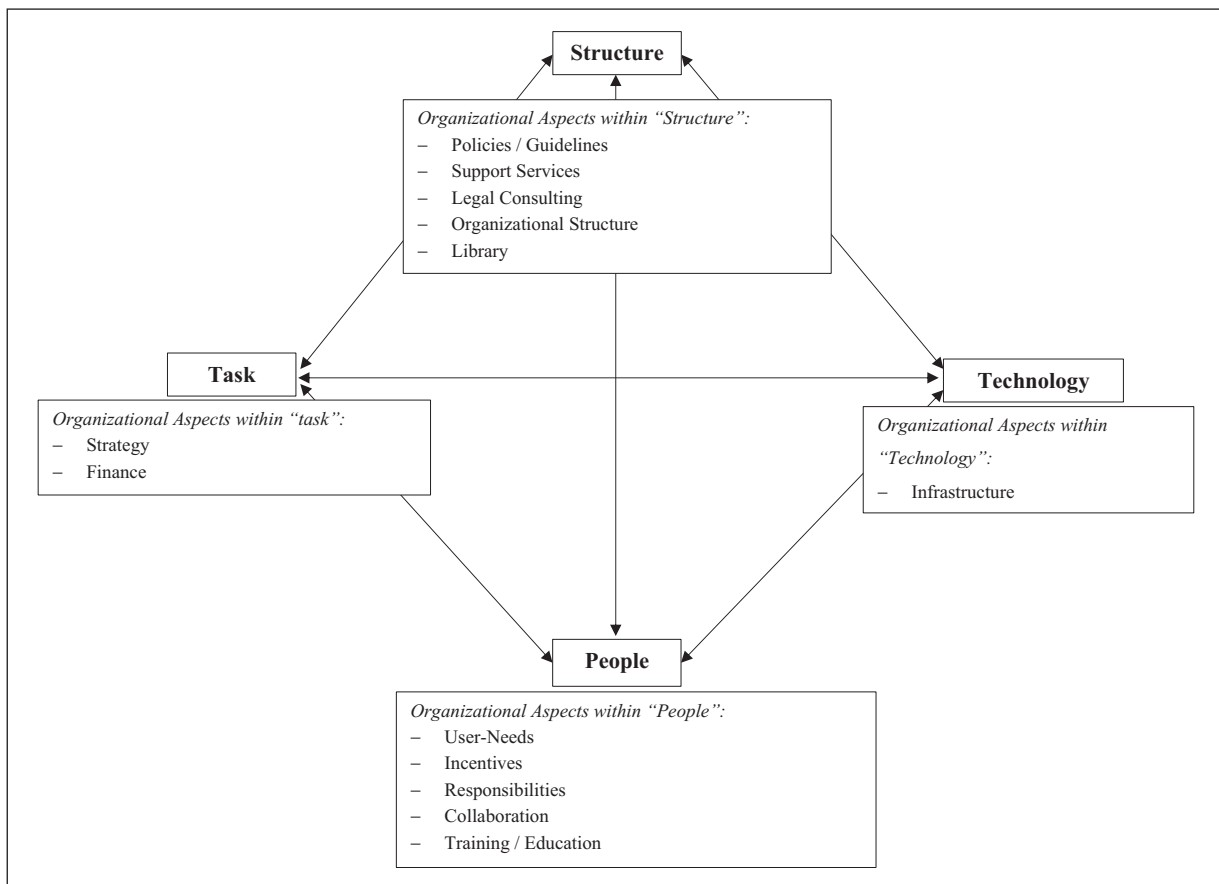 Structure
Organizational Aspects within “Structure”:
– Policies / Guidelines
– Support Services
– Legal Consulting
– Organizational Structure
– Library
Task
Organizational Aspects within “task”:
– Strategy
– Finance
Technology
Organizational Aspects within
“Technology”:
– Infrastructure
People
Organizational Aspects within “People”:
– User-Needs
– Incentives
– Responsibilities
– Collaboration
– Training / Education